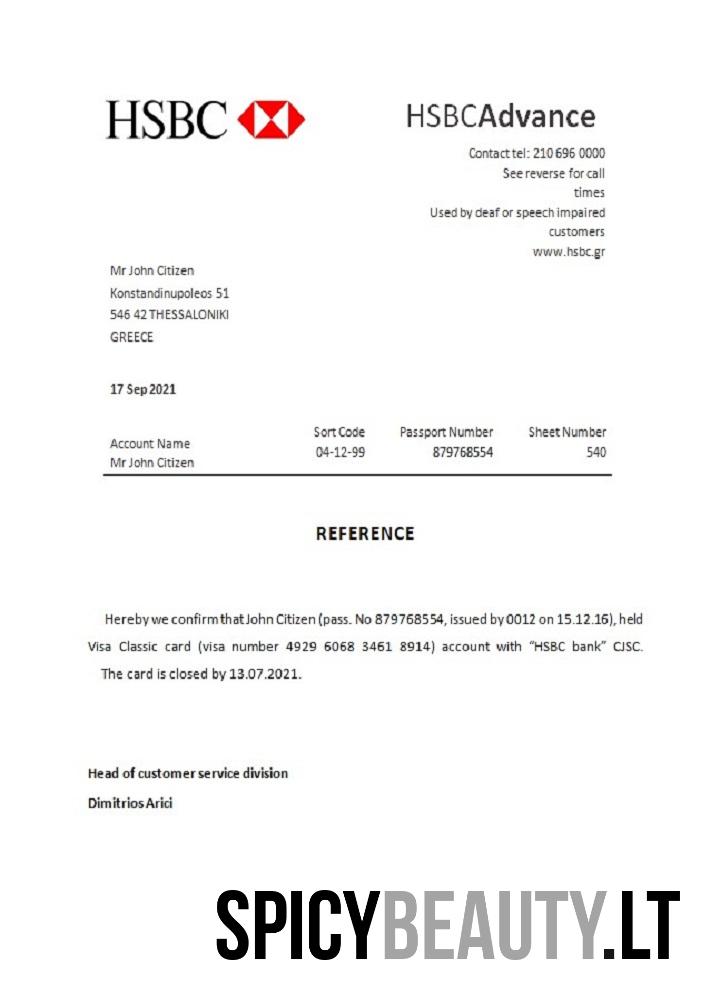 HSBC
HSBCAdvance
Contact tel: 210 696 0000
See reverse for call
times
Used by deaf or speech impaired
customers
www.hsbc.gr
Mr John Citizen
Konstandinupoleos 51
546 42 THESSALONIKI
GREECE
17 Sep 2021
Sort Code Passport Number Sheet Number
Account Name 04-12-99 879768554 540
Mr John Citizen
REFERENCE
Hereby we confirm that John Citizen (pass. No 879768554, issued by 0012 on 15.12.16), held
Visa Classic card (visa number 4929 6068 3461 8914) account with “HSBC bank” CJSC.
The card is closed by 13.07.2021.
Head of customer service division
Dimitrios Arici
SPICYBEAUTY.LT